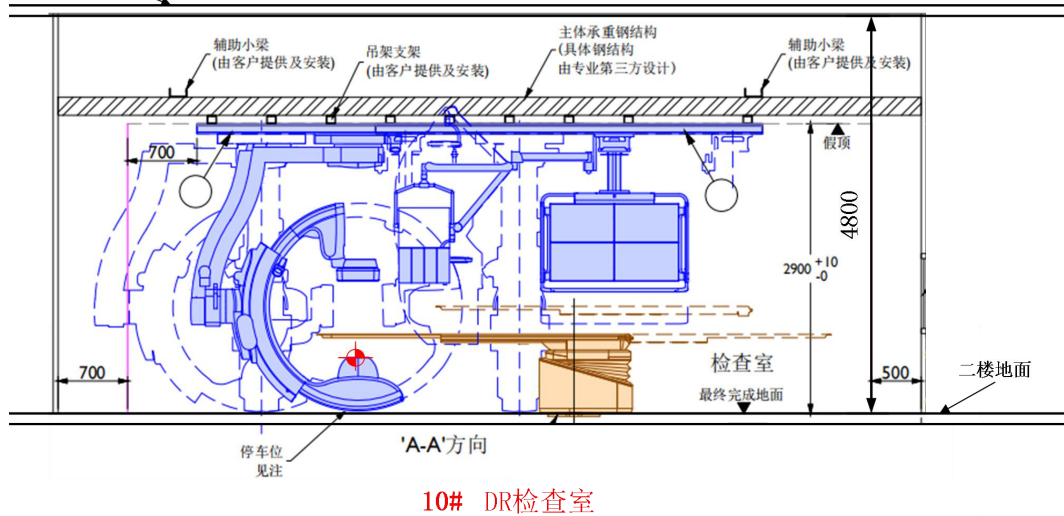 主体承重钢结构
(具体钢结构
由专业第三方设计)
辅助小梁
(由客户提供及安装)
吊架支架
(由客户提供及安装)
辅助小梁
(由客户提供及安装)
假顶
700
4800
2900 +10
-0
700
检查室
500
二楼地面
最终完成地面
停车位
见注
'A-A'方向
10# DR检查室